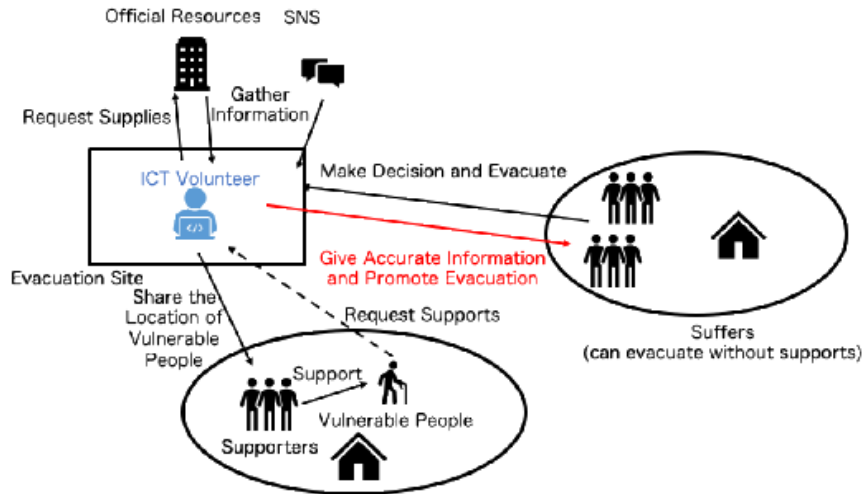 Official Resources
SNS
Request Supplies
Gather
Information
ICT Volunteer
Make Decision and Evacuate
Give Accurate Information
and Promote Evacuation
Evacuation Site
Share the
Location of
Vulnerable
People
Request Supports
Suffers
(can evacuate without supports)
Support
Vulnerable People
Supporters